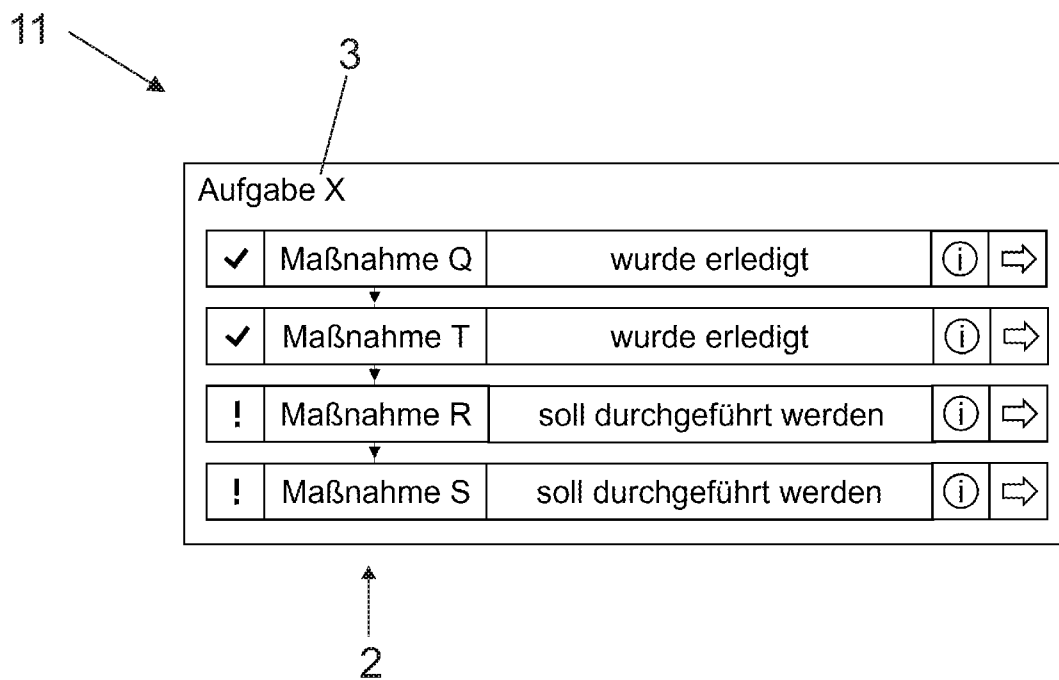 11
3
Aufgabe X
✓ Maßnahme Q wurde erledigt i ⇨
✓ Maßnahme T wurde erledigt i ⇨
! Maßnahme R soll durchgeführt werden i ⇨
! Maßnahme S soll durchgeführt werden i ⇨
2